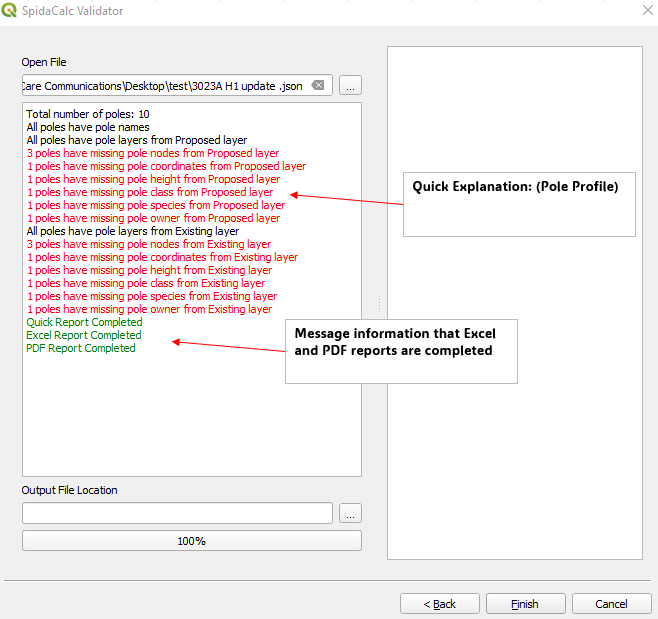 SpidaCalc Validator
Open File
Care Communications\Desktop\test\3023A H1 update .json
...
Total number of poles: 10
All poles have pole names
All poles have pole layers from Proposed layer
3 poles have missing pole nodes from Proposed layer
1 poles have missing pole coordinates from Proposed layer
1 poles have missing pole height from Proposed layer
1 poles have missing pole class from Proposed layer
1 poles have missing pole species from Proposed layer
1 poles have missing pole owner from Proposed layer
All poles have pole layers from Existing layer
3 poles have missing pole nodes from Existing layer
1 poles have missing pole coordinates from Existing layer
1 poles have missing pole height from Existing layer
1 poles have missing pole class from Existing layer
1 poles have missing pole species from Existing layer
1 poles have missing pole owner from Existing layer
Quick Report Completed
Excel Report Completed
PDF Report Completed
Quick Explanation: (Pole Profile)
Message information that Excel
and PDF reports are completed
Output File Location
...
100%
< Back
Finish
Cancel